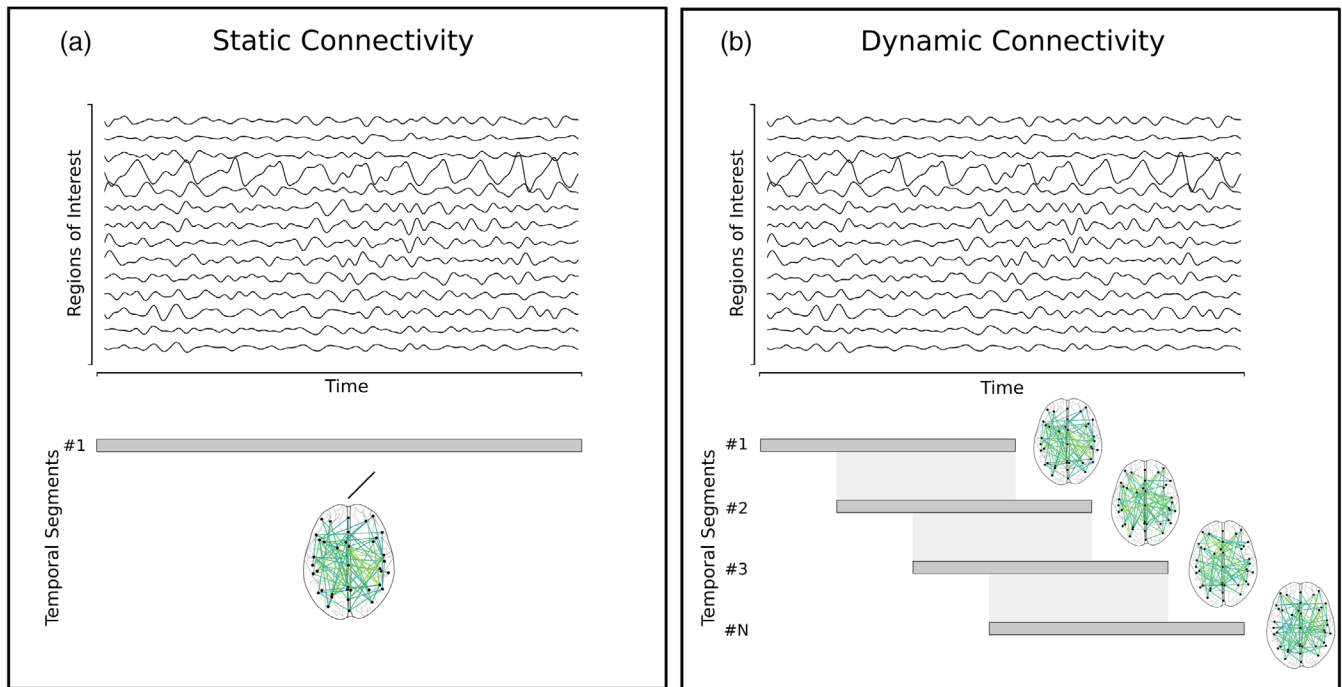 (a)
Static Connectivity
Regions of Interest
Time
Temporal Segments
#1
(b)
Dynamic Connectivity
Regions of Interest
Time
Temporal Segments
#1
#2
#3
#N